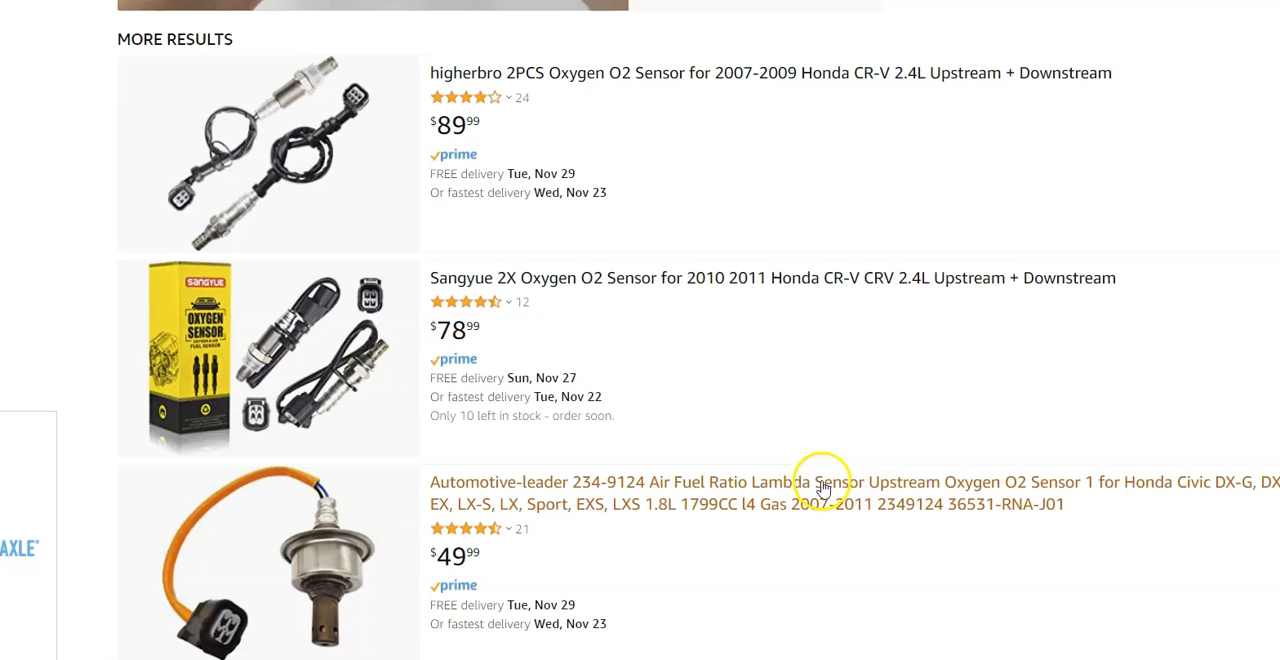 MORE RESULTS
higherbro 2PCS Oxygen O2 Sensor for 2007-2009 Honda CR-V 2.4L Upstream + Downstream
24
$89 99
prime
FREE delivery Tue, Nov 29
Or fastest delivery Wed, Nov 23
SANGYUE
OXYGEN
SENSOR
OXYGEN & AIR
FUEL SENSOR
Sangyue 2X Oxygen O2 Sensor for 2010 2011 Honda CR-V CRV 2.4L Upstream + Downstream
12
$78 99
prime
FREE delivery Sun, Nov 27
Or fastest delivery Tue, Nov 22
Only 10 left in stock - order soon.
AXLE®
Automotive-leader 234-9124 Air Fuel Ratio Lambda Sensor Upstream Oxygen O2 Sensor 1 for Honda Civic DX-G, DX
EX, LX-S, LX, Sport, EXS, LXS 1.8L 1799CC l4 Gas 2007-2011 2349124 36531-RNA-J01
21
$49 99
prime
FREE delivery Tue, Nov 29
Or fastest delivery Wed, Nov 23